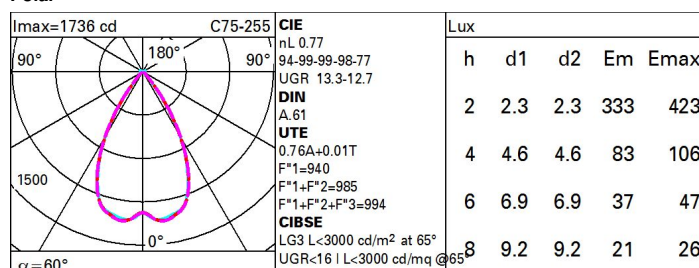 Imax=1736 cd C75-255
90° 180° 90°
1500
0°
α=60°
CIE
nL 0.77
94-99-99-98-77
UGR 13.3-12.7
DIN
A.61
UTE
0.76A+0.01T
F"1=940
F"1+F"2=985
F"1+F"2+F"3=994
CIBSE
LG3 L<3000 cd/m² at 65°
UGR<16 | L<3000 cd/mq @65°
Lux
h d1 d2 Em Emax
2 2.3 2.3 333 423
4 4.6 4.6 83 106
6 6.9 6.9 37 47
8 9.2 9.2 21 26